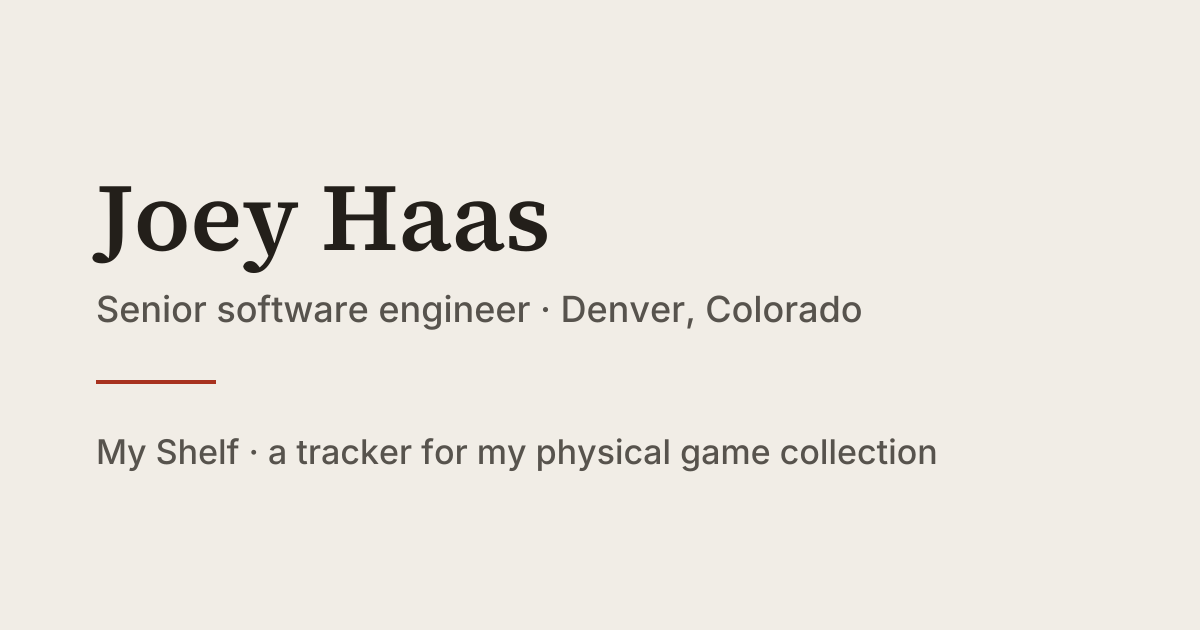 Joey Haas
Senior software engineer · Denver, Colorado
My Shelf · a tracker for my physical game collection